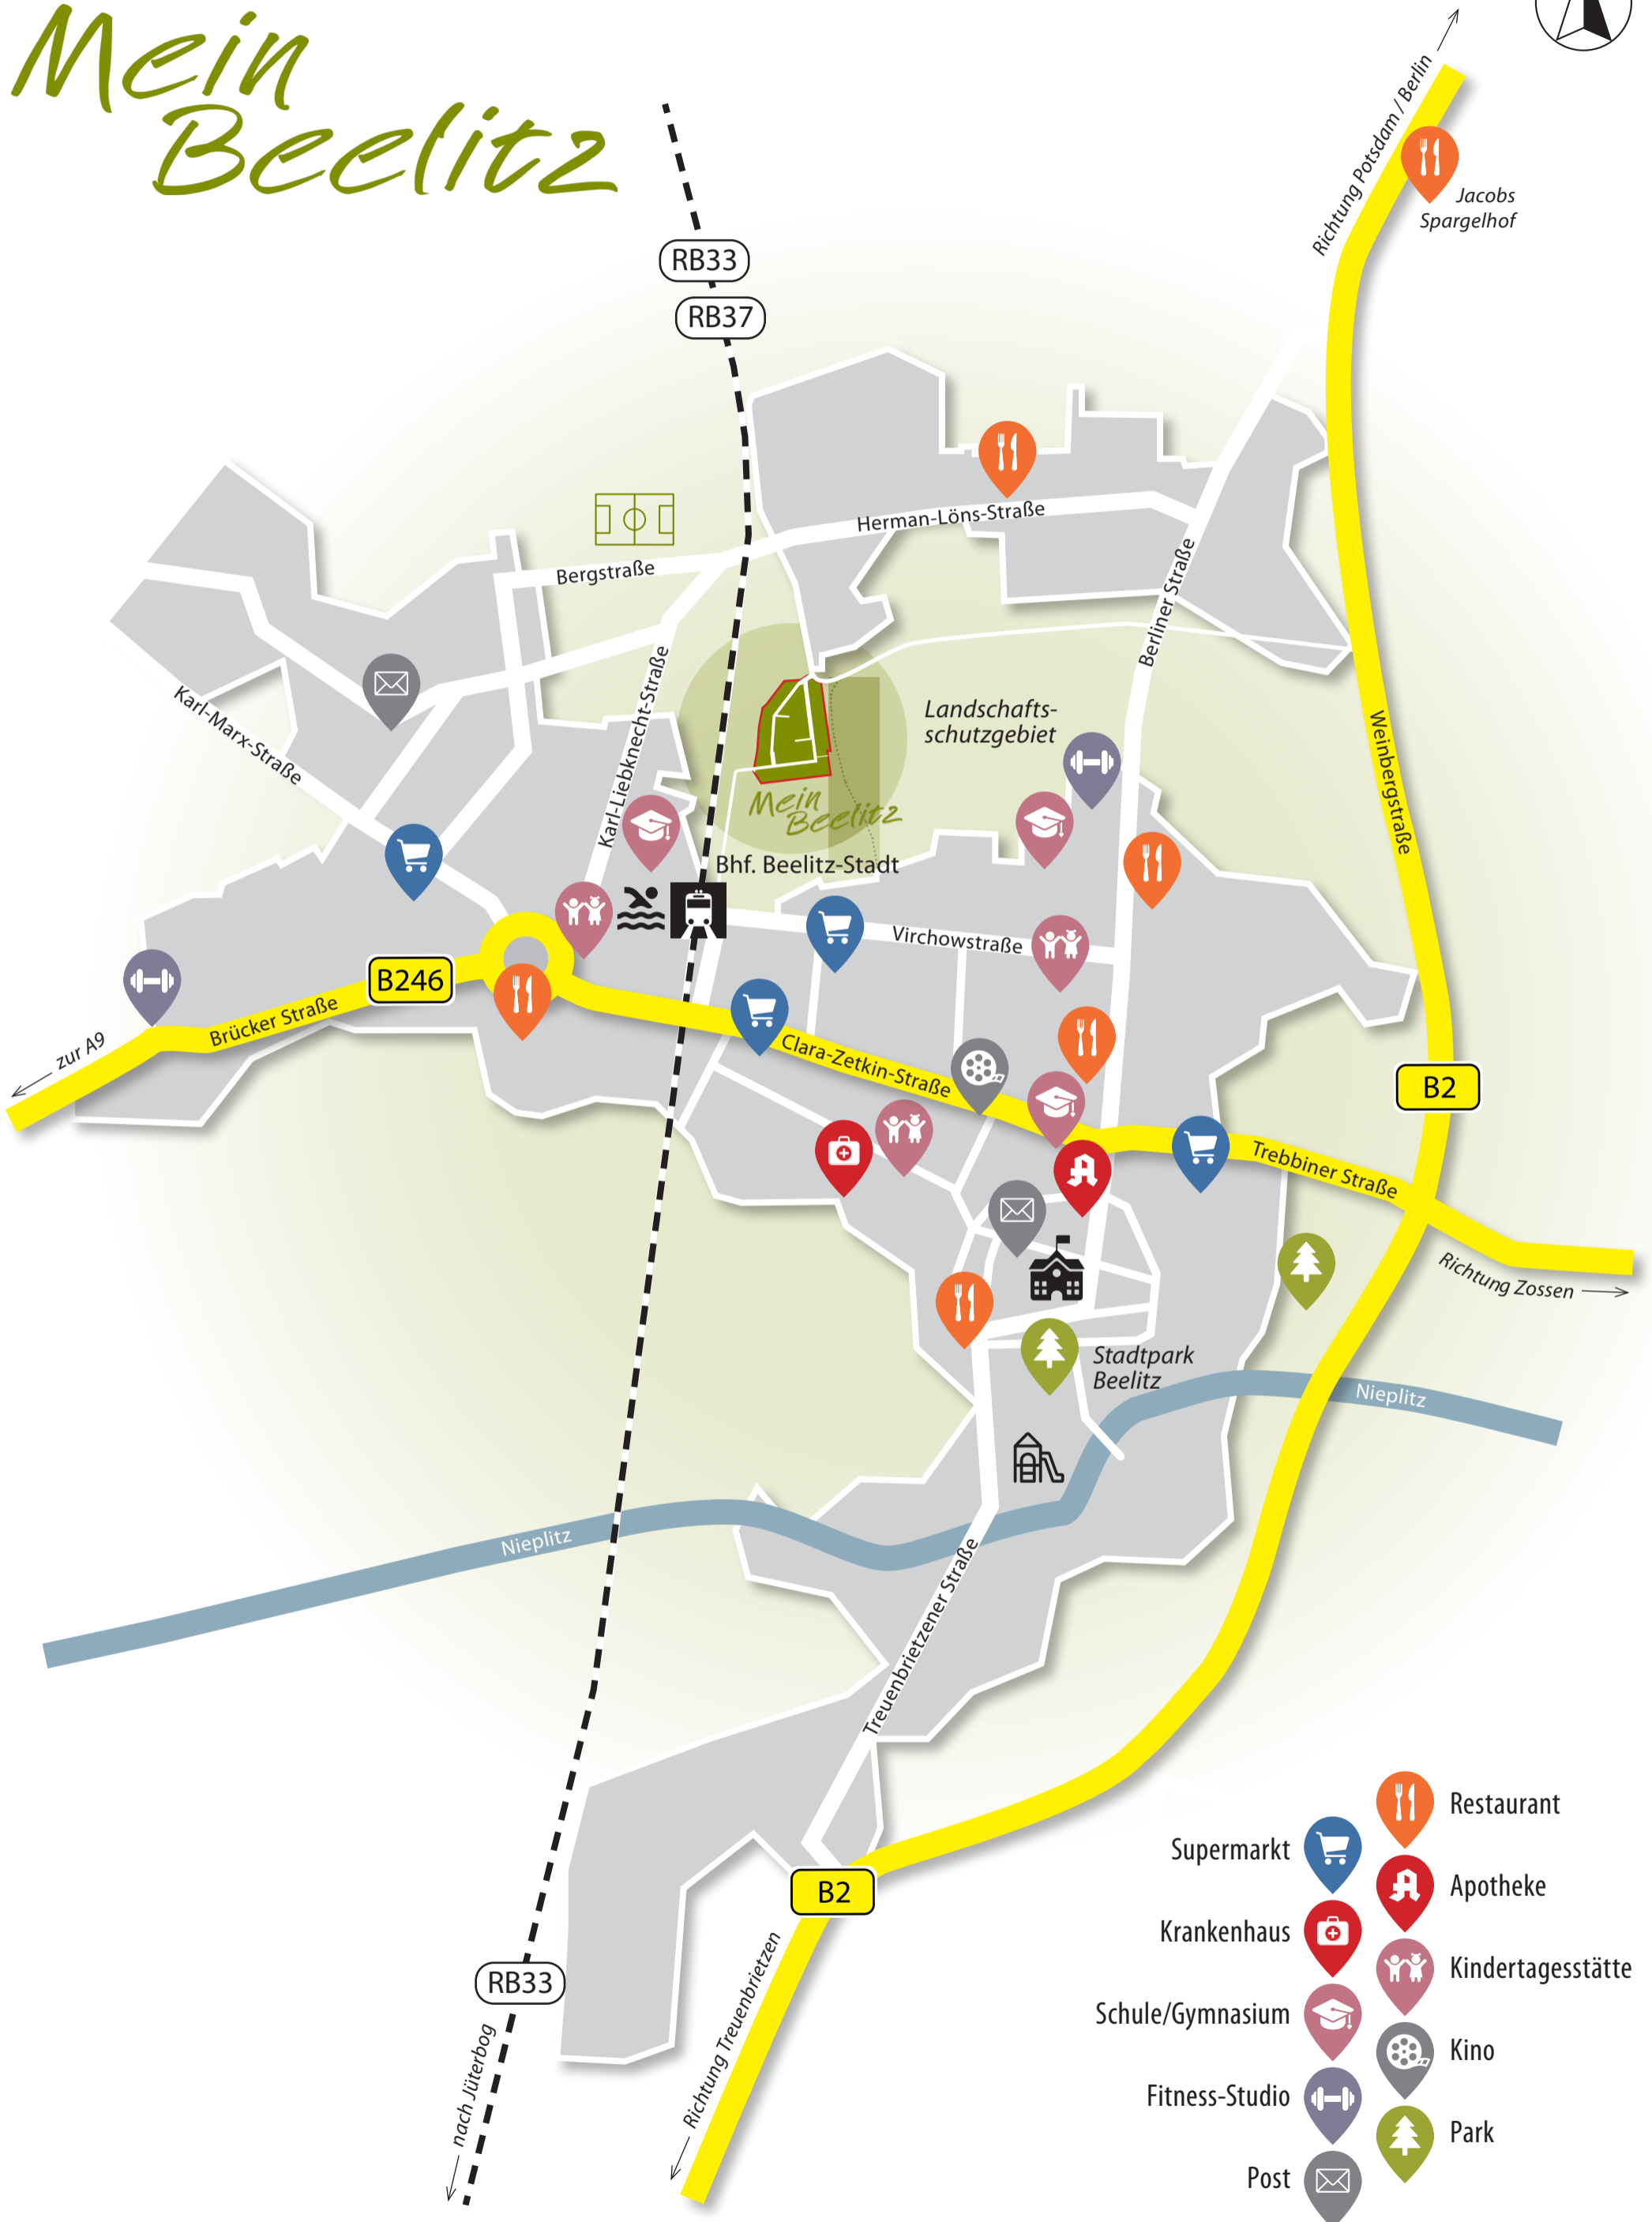 Mein
Beelitz
Richtung Potsdam / Berlin
Jacobs
Spargelhof
RB33
RB37
Herman-Löns-Straße
Bergstraße
Berliner Straße
Karl-Liebknecht-Straße
Karl-Marx-Straße
Landschafts-
schutzgebiet
Weinbergstraße
Mein
Beelitz
Bhf. Beelitz-Stadt
Virchowstraße
B246
Brücker Straße
zur A9
Clara-Zetkin-Straße
B2
Trebbiner Straße
Richtung Zossen
Stadtpark
Beelitz
Nieplitz
Nieplitz
Treuenbrietzener Straße
B2
RB33
nach Jüterbog
Richtung Treuenbrietzen
Restaurant
Supermarkt
Apotheke
Krankenhaus
Kindertagesstätte
Schule/Gymnasium
Kino
Fitness-Studio
Park
Post